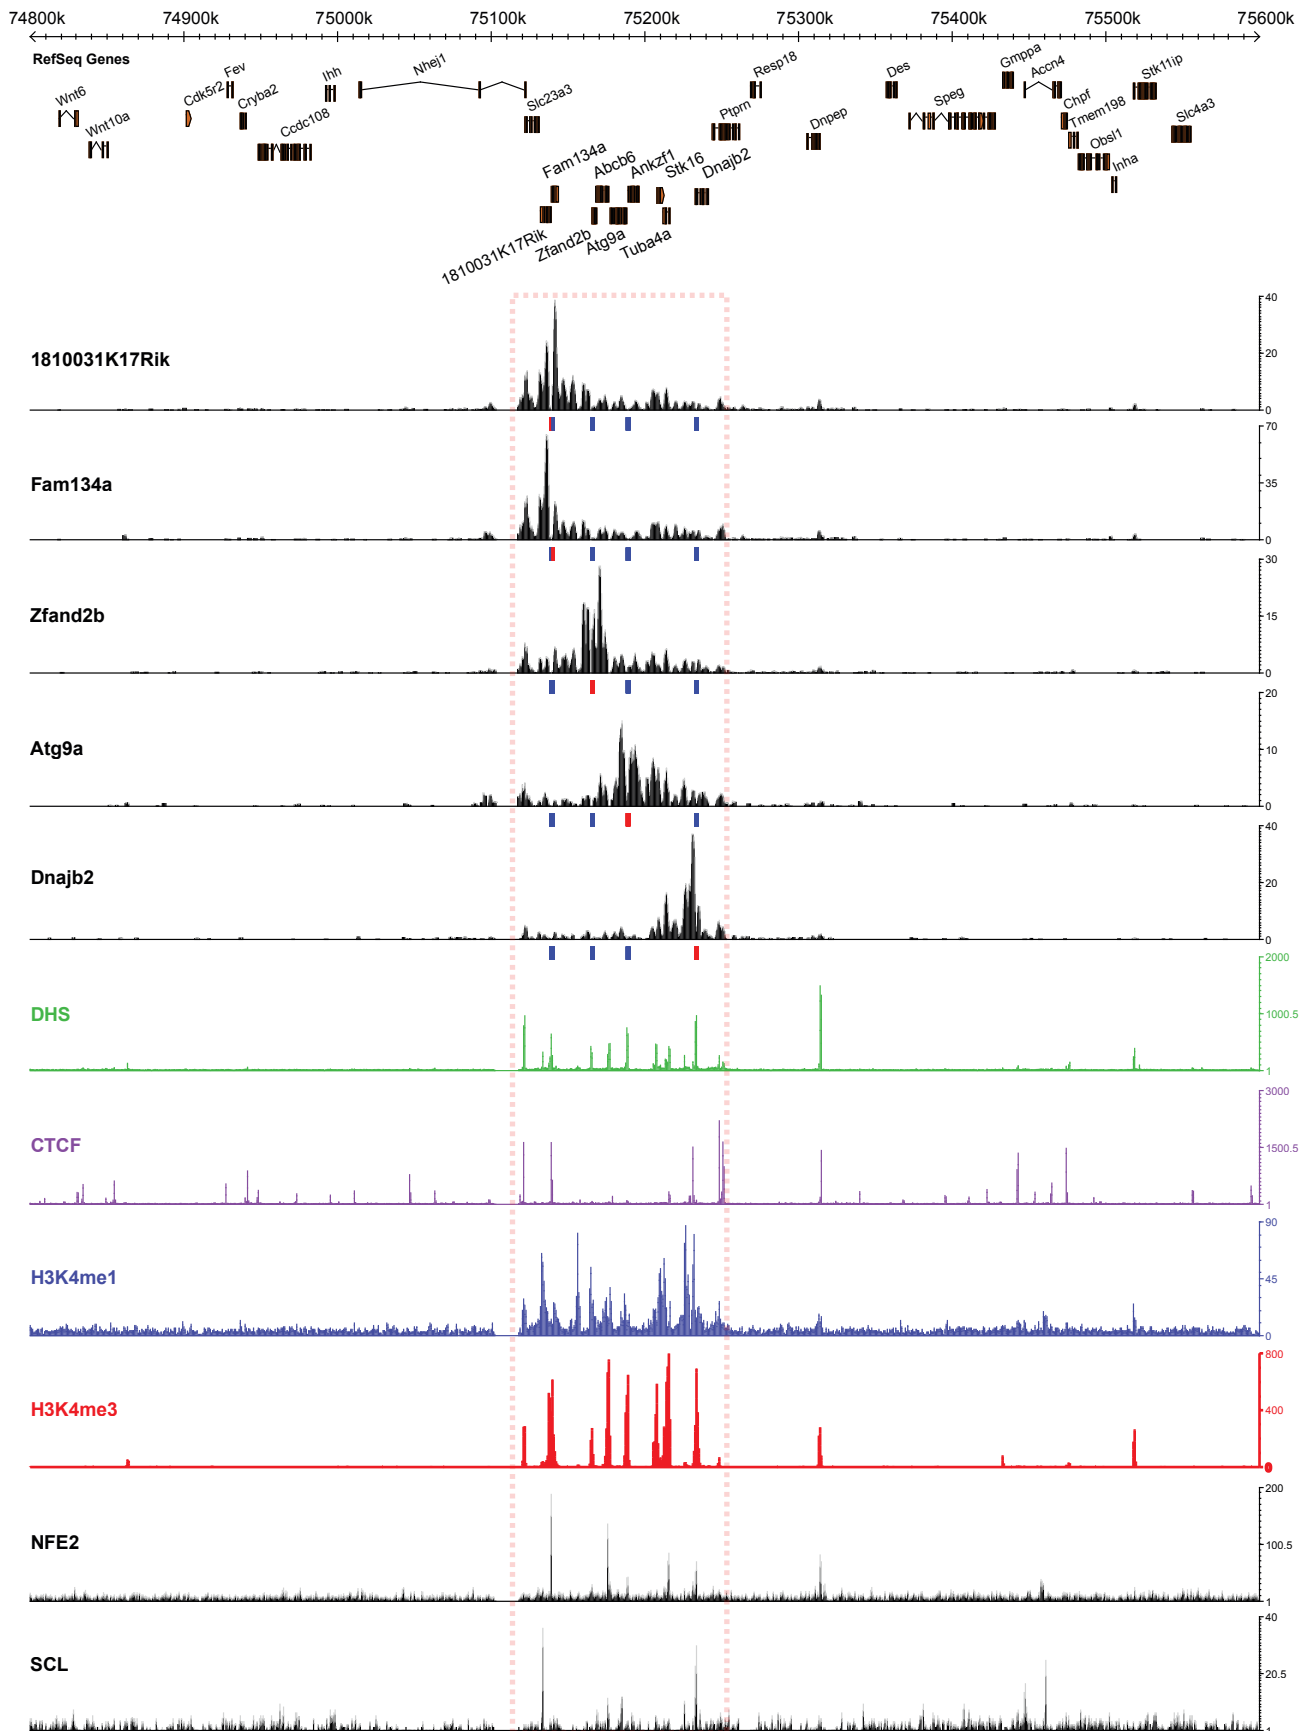 74800k 74900k 75000k 75100k 75200k 75300k 75400k 75500k 75600k
RefSeq Genes
Wnt6 Wnt10a Cdk5r2 Fev Cryba2 Ccdc108 Ihh Nhej1 Slc23a3 Ptprn Resp18 Dnpep Des Speg Gmppa Accn4 Chpf Tmem198 Obsl1 Inha Stk11ip Slc4a3
Fam134a Abcb6 Ankzf1 Stk16 Dnajb2
1810031K17Rik Zfand2b Atg9a Tuba4a
40
20
0
1810031K17Rik
70
35
0
Fam134a
30
15
0
Zfand2b
20
10
0
Atg9a
40
20
0
Dnajb2
2000
1000.5
1
DHS
3000
1500.5
1
CTCF
90
45
0
H3K4me1
800
400
0
H3K4me3
200
100.5
1
NFE2
40
20.5
1
SCL